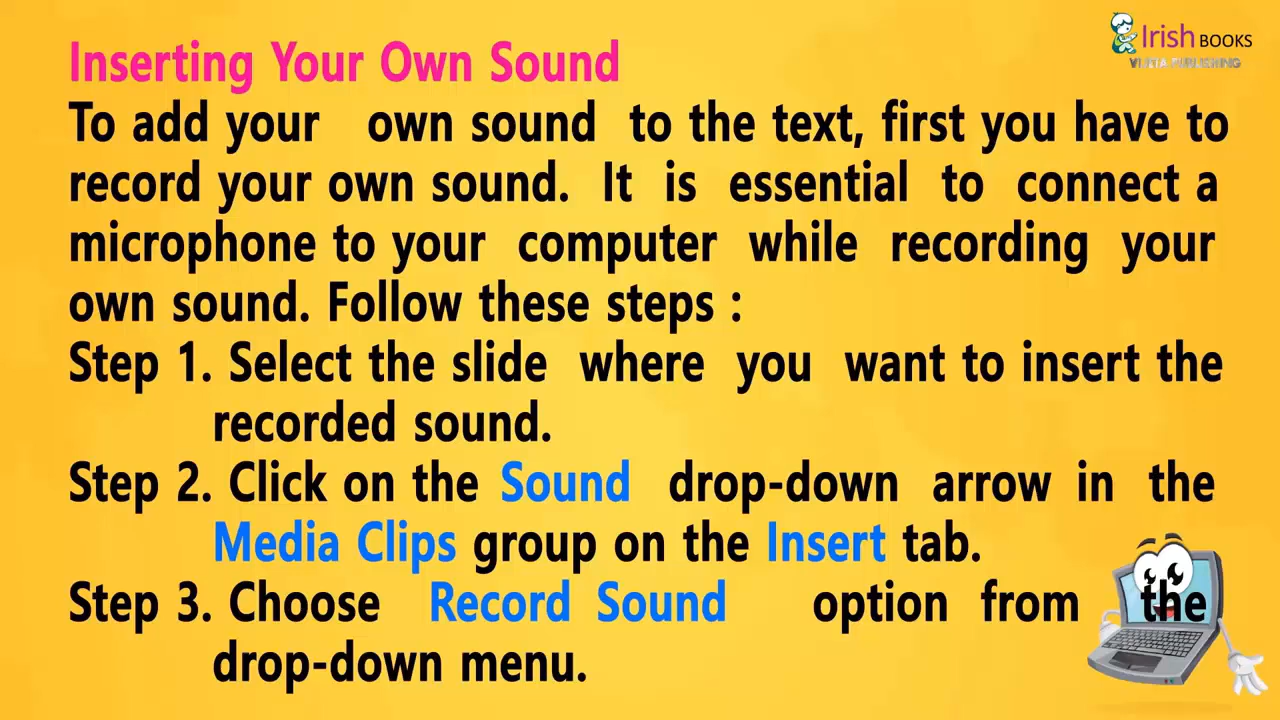 Irish BOOKS
Inserting Your Own Sound
To add your own sound to the text, first you have to
record your own sound. It is essential to connect a
microphone to your computer while recording your
own sound. Follow these steps :
Step 1. Select the slide where you want to insert the
recorded sound.
Step 2. Click on the Sound drop-down arrow in the
Media Clips group on the Insert tab.
Step 3. Choose Record Sound option from the
drop-down menu.